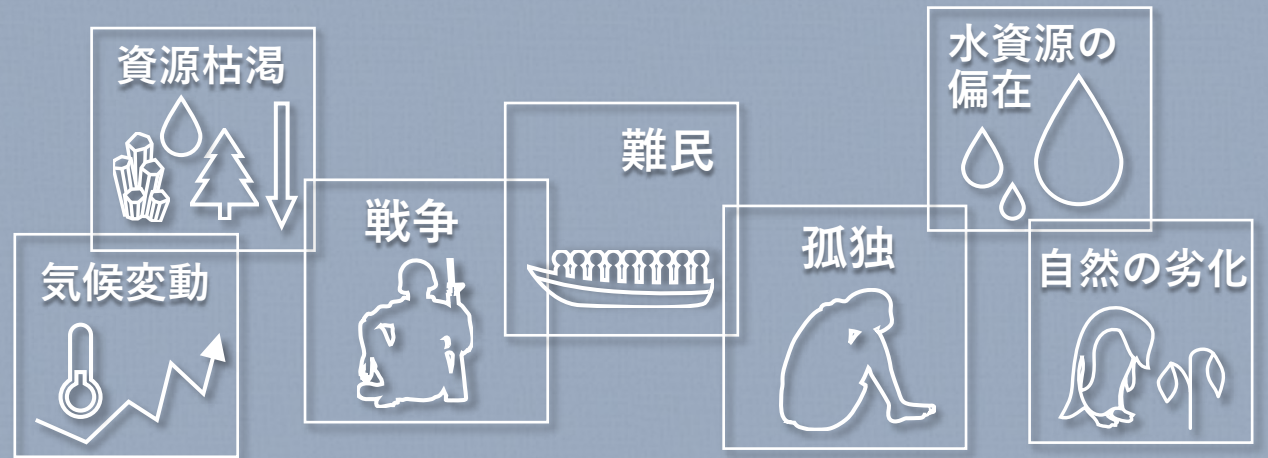 資源枯渇
気候変動
戦争
難民
孤独
水資源の
偏在
自然の劣化